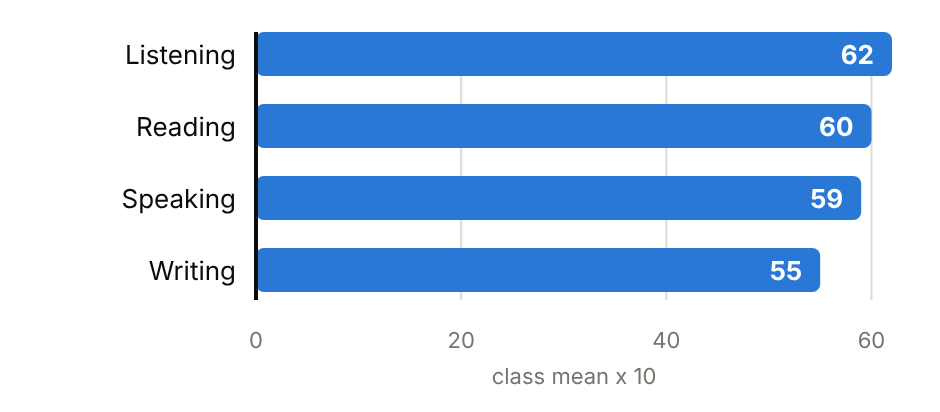 Listening 62
Reading 60
Speaking 59
Writing 55
0 20 40 60
class mean x 10